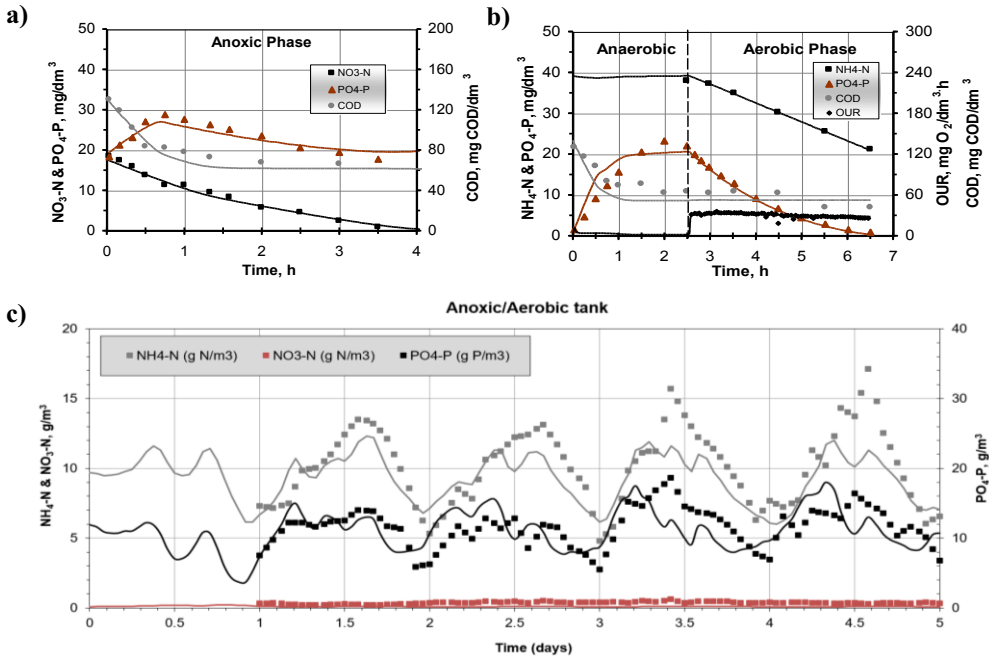 a)
Anoxic Phase
NO3-N
PO4-P
COD
50
40
30
20
10
0
NO₃-N & PO₄-P, mg/dm³
200
160
120
80
40
0
COD, mg COD/dm³
0 1 2 3 4
Time, h
b)
Anaerobic
Aerobic Phase
NH4-N
PO4-P
COD
OUR
50
40
30
20
10
0
NH₄-N & PO₄-P, mg/dm³
300
240
180
120
60
0
OUR, mg O₂/dm³·h
COD, mg COD/dm³
0 1 2 3 4 5 6 7
Time, h
c)
Anoxic/Aerobic tank
NH4-N (g N/m3) NO3-N (g N/m3) PO4-P (g P/m3)
20
15
10
5
0
NH₄-N & NO₃-N, g/m³
40
30
20
10
0
PO₄-P, g/m³
0 0.5 1 1.5 2 2.5 3 3.5 4 4.5 5
Time (days)